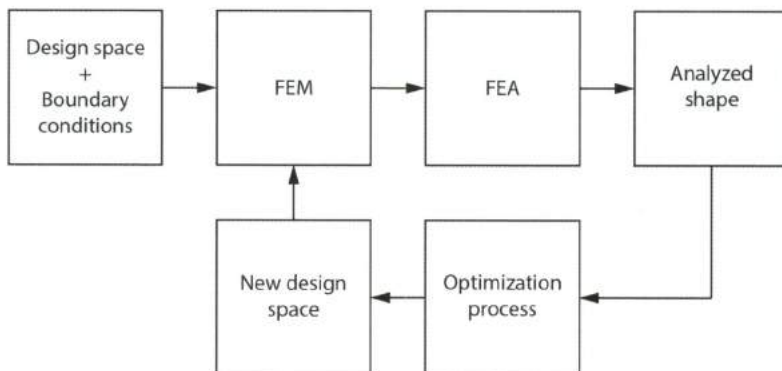 Design space
+
Boundary
conditions
FEM
FEA
Analyzed
shape
New design
space
Optimization
process